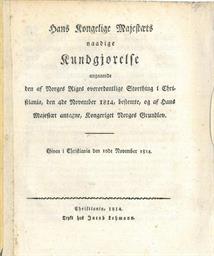 Hans Kongelige Majestæts
naadige
Kundgjørelse
angaaende
den af Norges Riges overordentlige Storthing i Chri-
stiania, den 4de November 1814, bestemte, og af Hans
Majestæt antagne, Kongeriget Norges Grundlov.
Given i Christiania den 10de November 1814.
Christiania, 1814.
Trykt hos Jacob Lehmann.